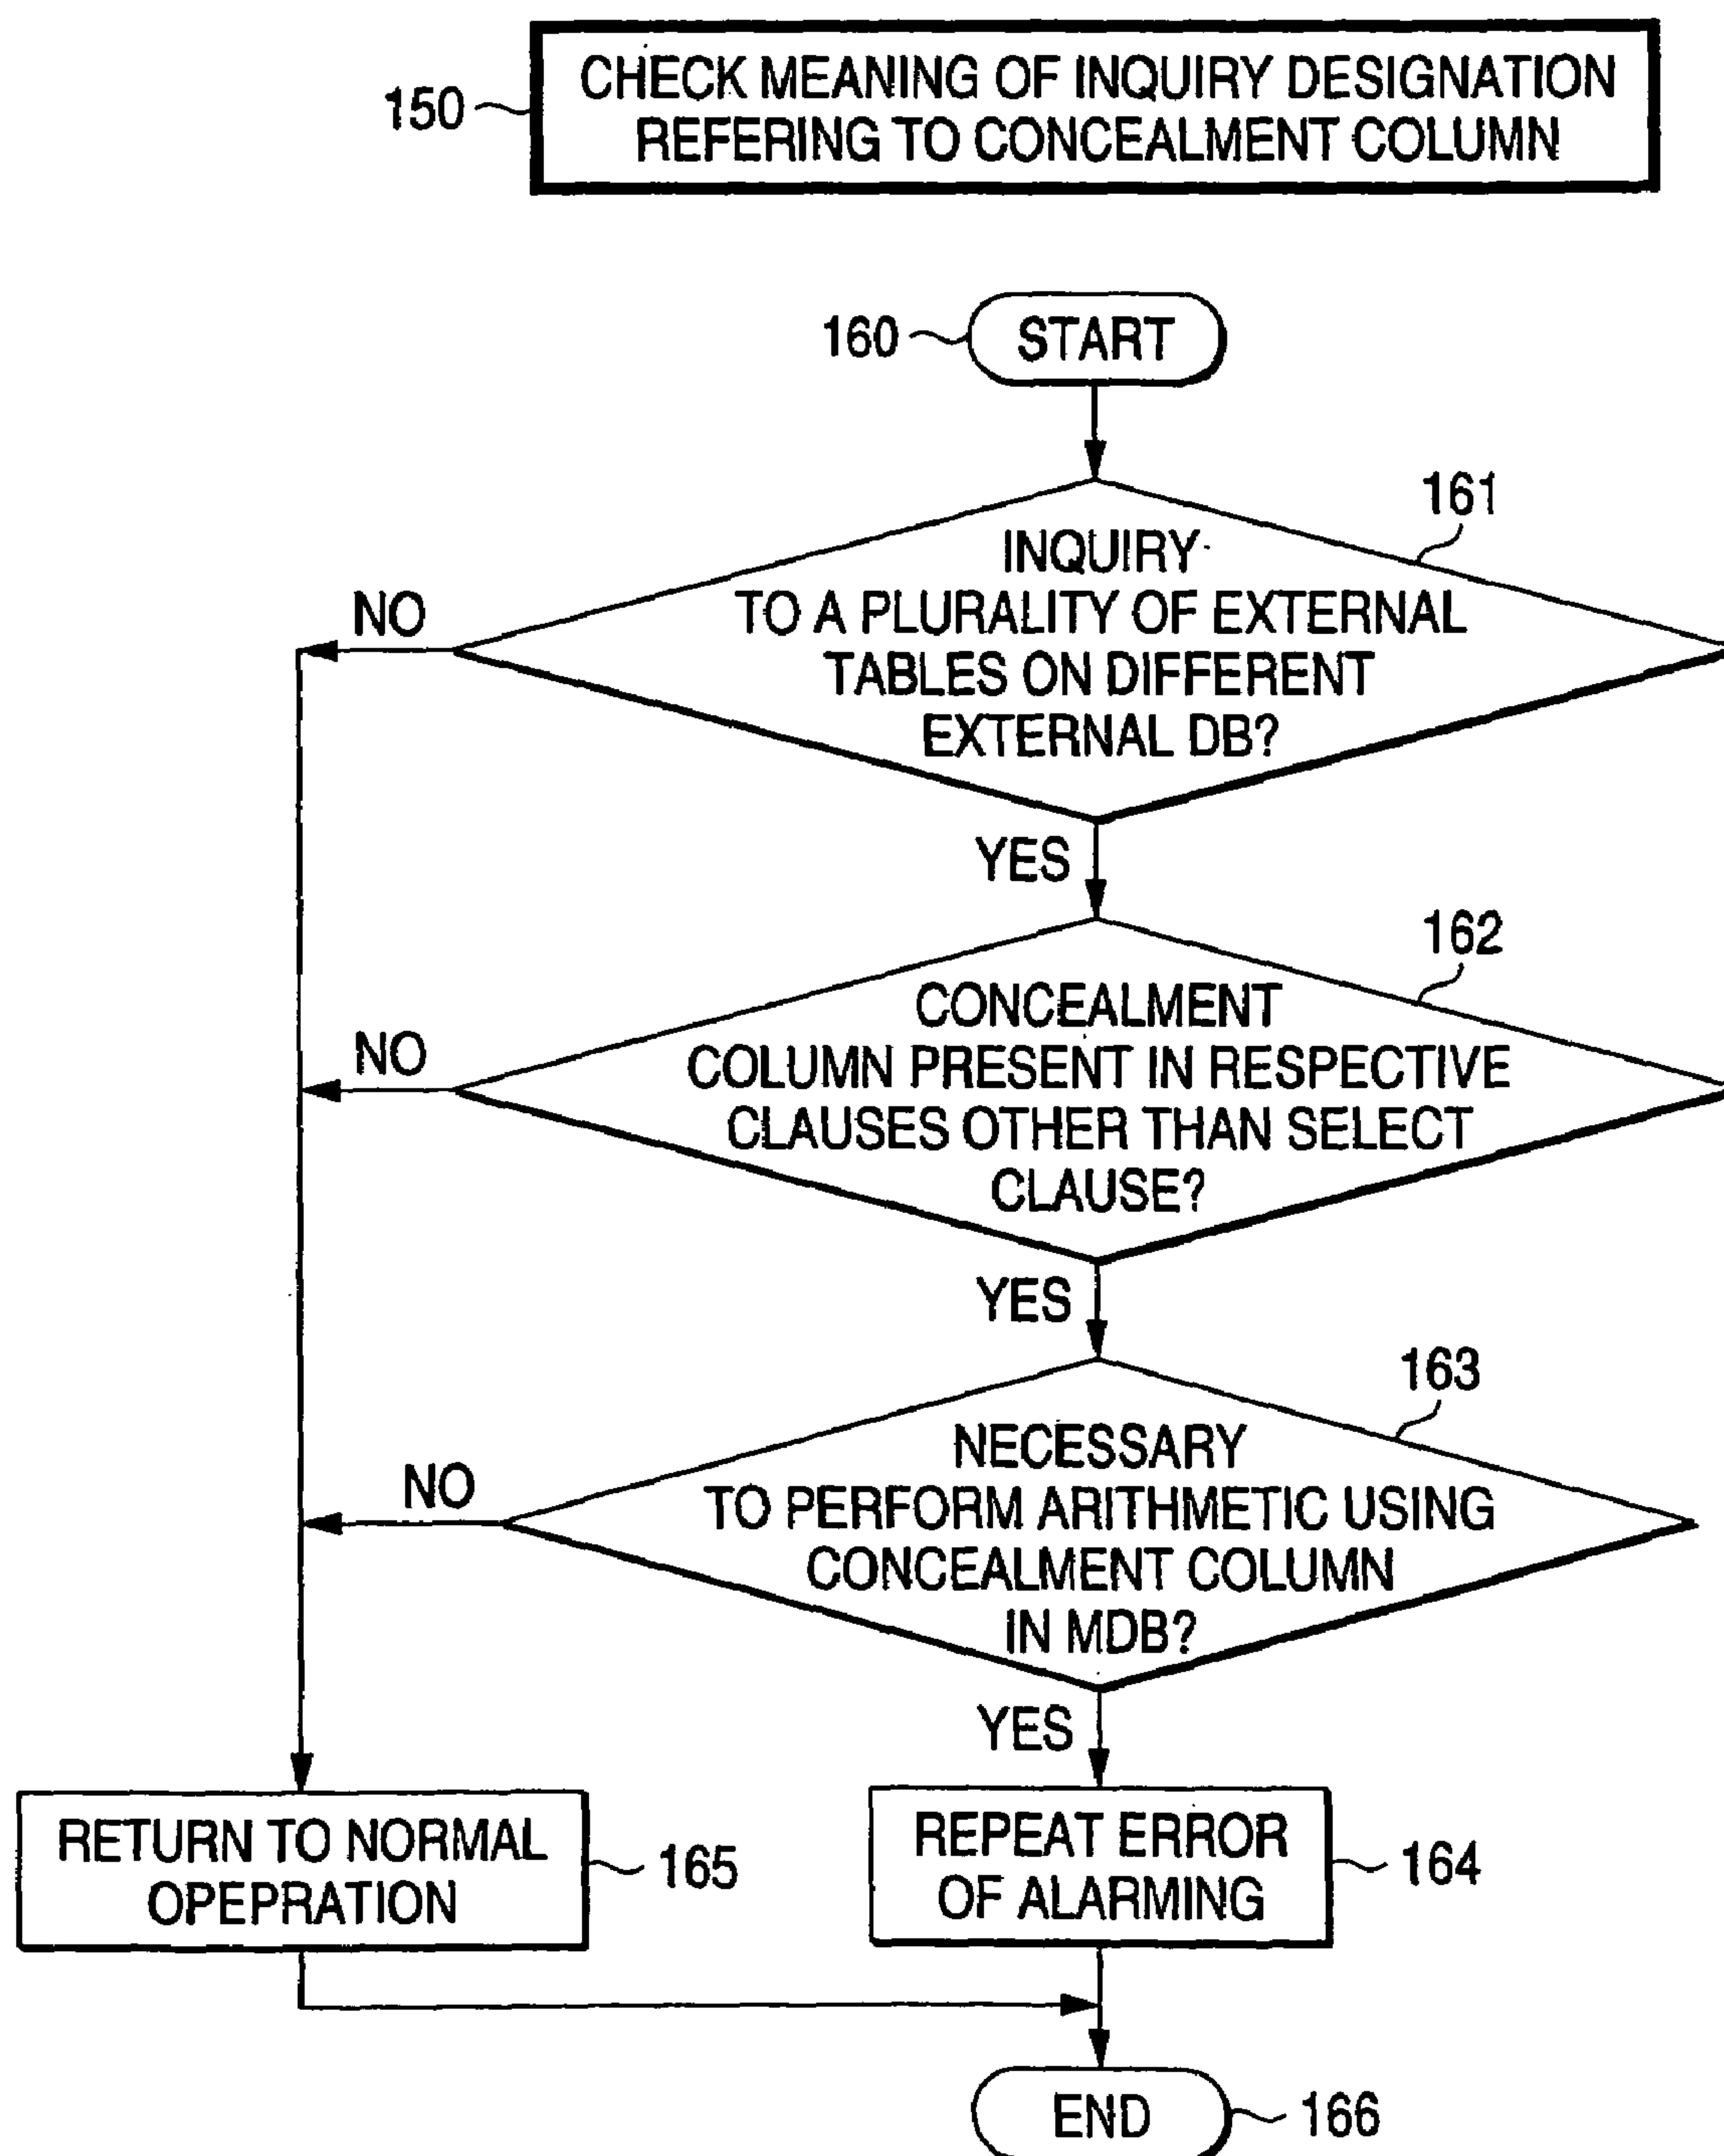 150
CHECK MEANING OF INQUIRY DESIGNATION
REFERING TO CONCEALMENT COLUMN
160
START
161
INQUIRY
TO A PLURALITY OF EXTERNAL
TABLES ON DIFFERENT
EXTERNAL DB?
NO
YES
162
CONCEALMENT
COLUMN PRESENT IN RESPECTIVE
CLAUSES OTHER THAN SELECT
CLAUSE?
NO
YES
163
NECESSARY
TO PERFORM ARITHMETIC USING
CONCEALMENT COLUMN
IN MDB?
NO
YES
RETURN TO NORMAL
OPEPRATION
165
REPEAT ERROR
OF ALARMING
164
END
166